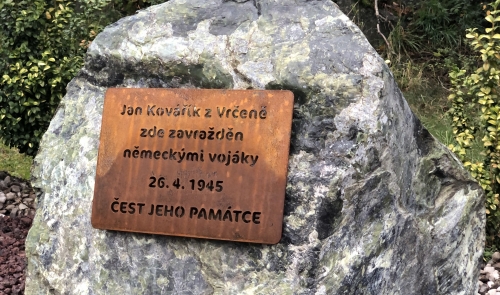 Jan Kovářík z Vrčeně
zde zavražděn
německými vojáky
26. 4. 1945
ČEST JEHO PAMÁTCE